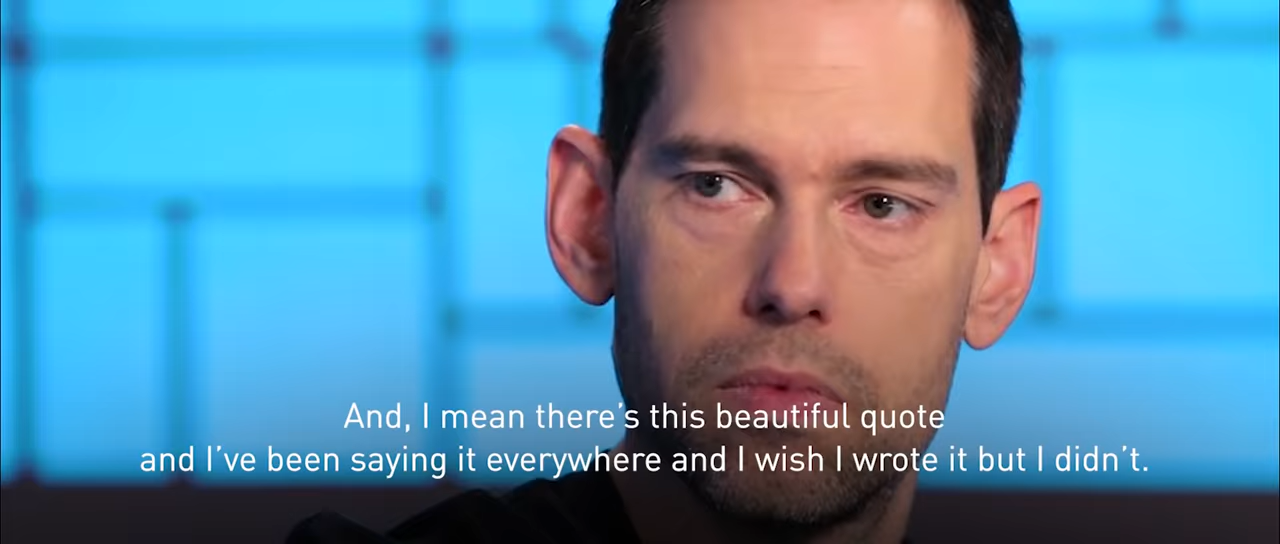 And, I mean there's this beautiful quote
and I've been saying it everywhere and I wish I wrote it but I didn't.